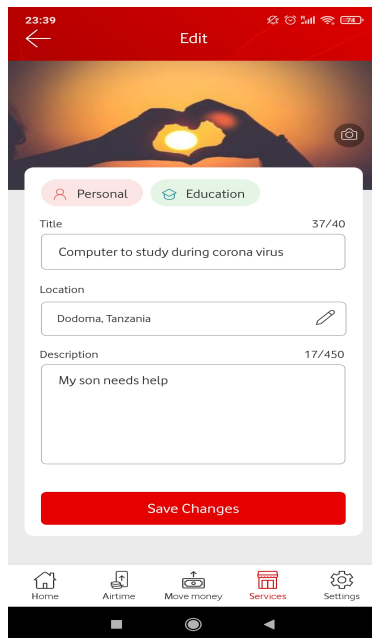 23:39
74
Edit
Personal
Education
Title
37/40
Computer to study during corona virus
Location
Dodoma, Tanzania
Description
17/450
My son needs help
Save Changes
Home
Airtime
Move money
Services
Settings